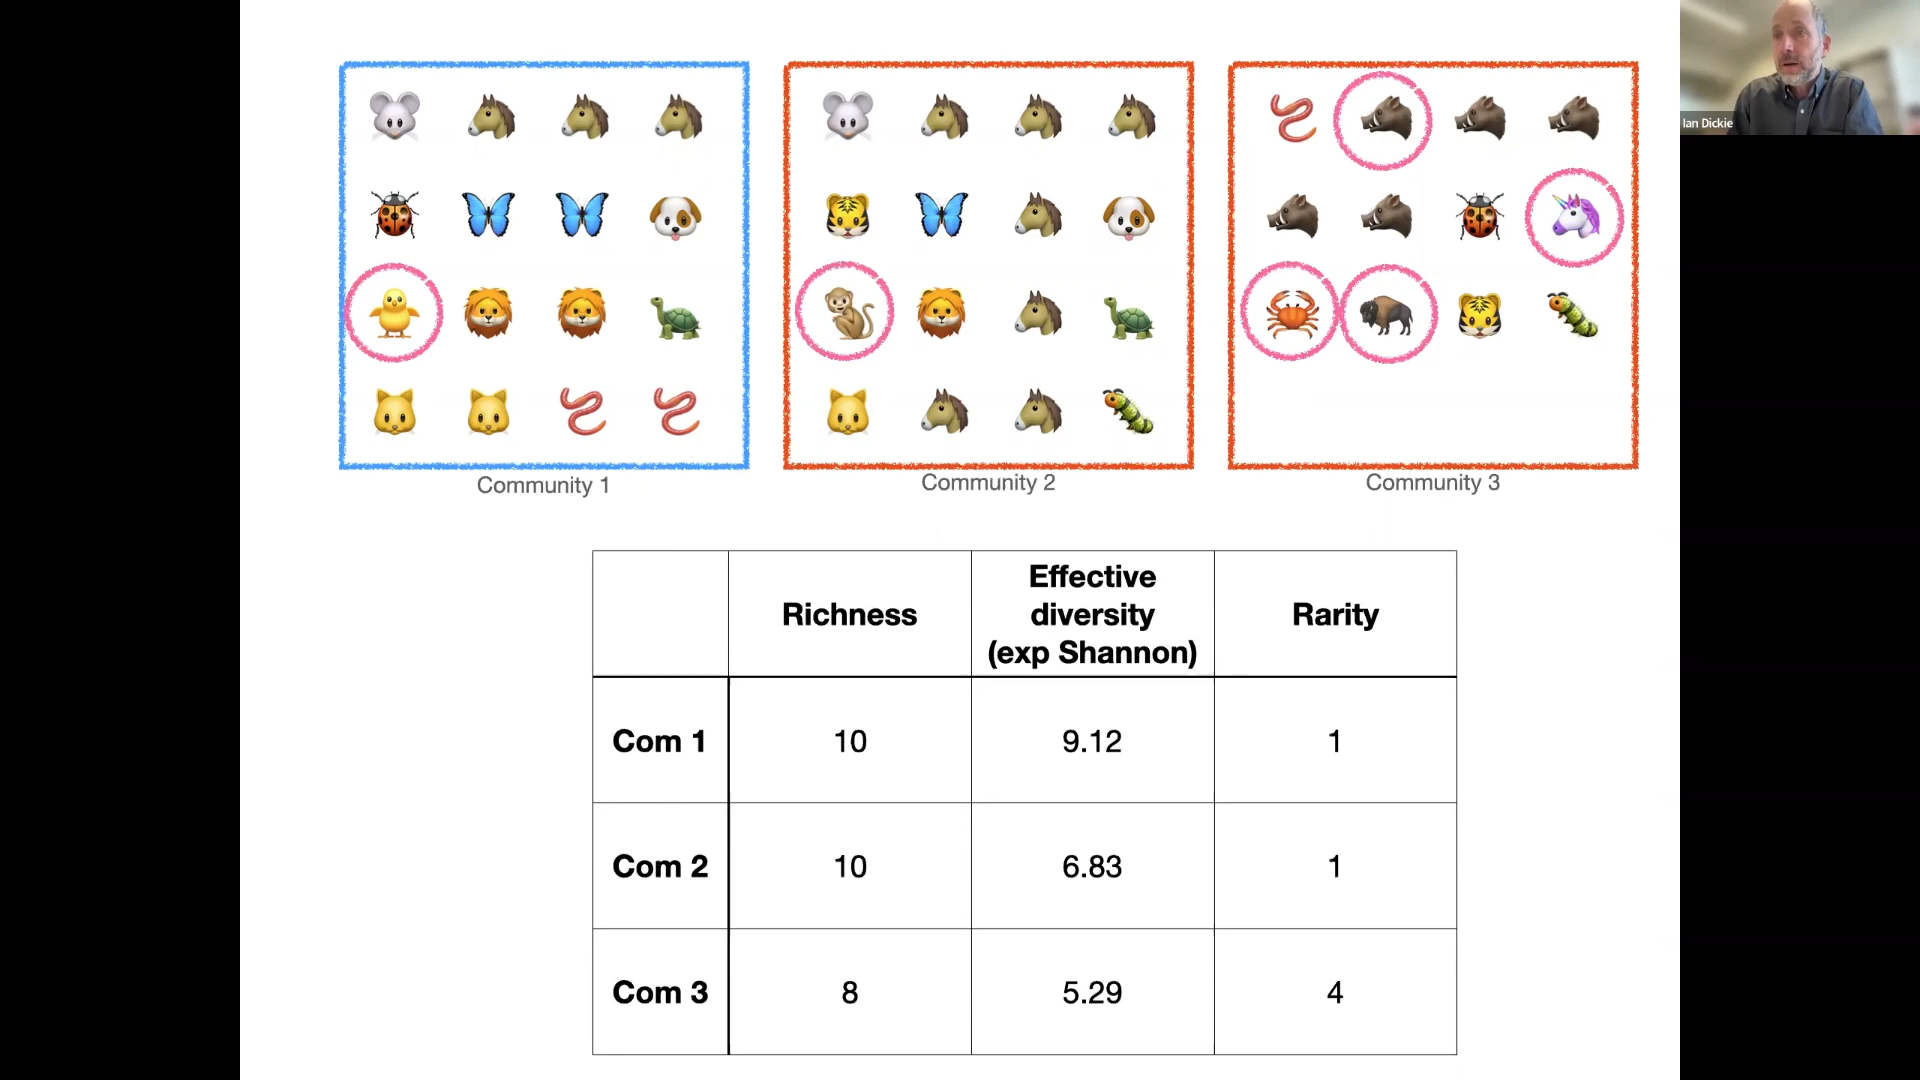 Ian Dickie
Community 1
Community 2
Community 3
Richness
Effective
diversity
(exp Shannon)
Rarity
Com 1
10
9.12
1
Com 2
10
6.83
1
Com 3
8
5.29
4